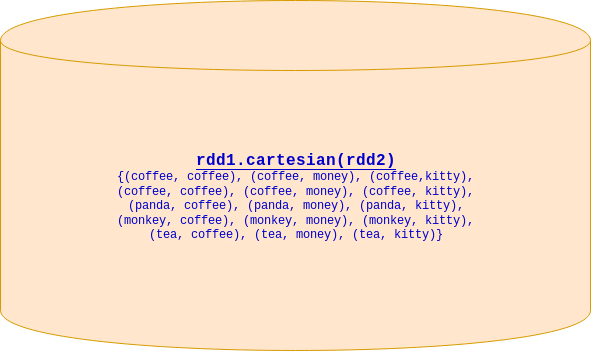 rdd1.cartesian(rdd2)
{(coffee, coffee), (coffee, money), (coffee,kitty),
(coffee, coffee), (coffee, money), (coffee, kitty),
(panda, coffee), (panda, money), (panda, kitty),
(monkey, coffee), (monkey, money), (monkey, kitty),
(tea, coffee), (tea, money), (tea, kitty)}